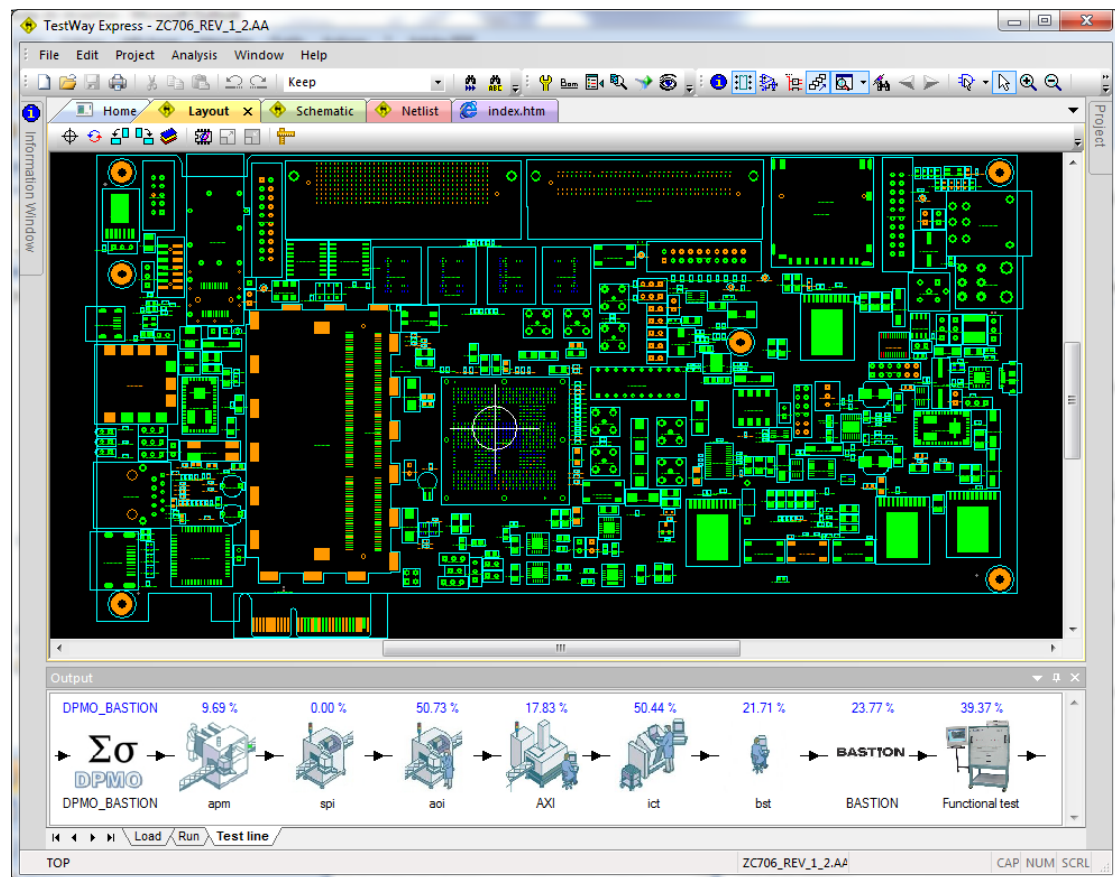 TestWay Express - ZC706_REV_1_2.AA
File Edit Project Analysis Window Help
Keep
ABC
Bom
Home Layout X Schematic Netlist index.htm
Information Window
Project
Output
DPMO_BASTION 9.69 % 0.00 % 50.73 % 17.83 % 50.44 % 21.71 % 23.77 % 39.37 %
Σσ
DPMO
BASTION
DPMO_BASTION apm spi aoi AXI ict bst BASTION Functional test
Load Run Test line
TOP ZC706_REV_1_2.AA CAP NUM SCRL